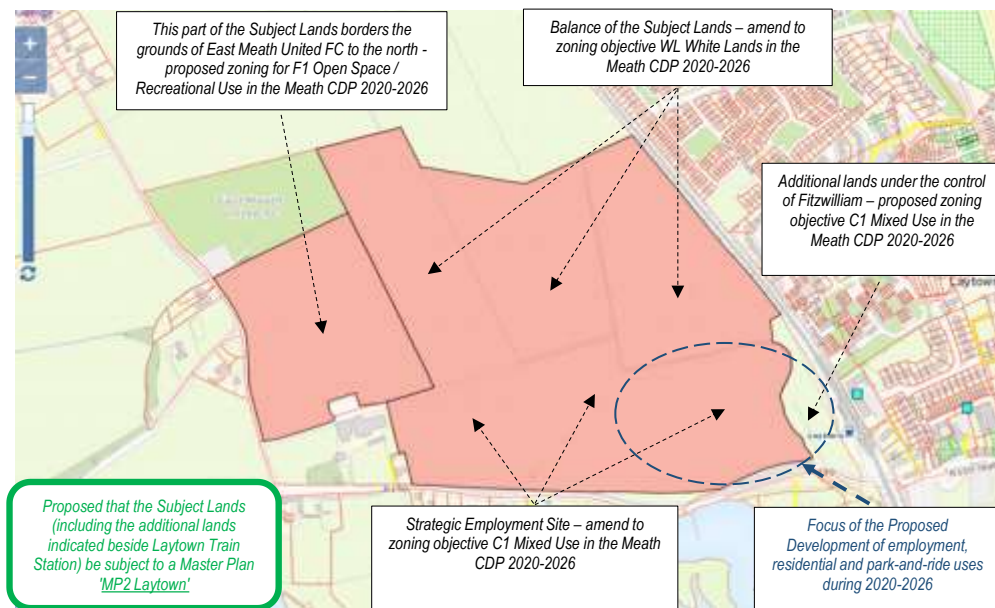 This part of the Subject Lands borders the
grounds of East Meath United FC to the north -
proposed zoning for F1 Open Space /
Recreational Use in the Meath CDP 2020-2026
Balance of the Subject Lands – amend to
zoning objective WL White Lands in the
Meath CDP 2020-2026
Additional lands under the control
of Fitzwilliam – proposed zoning
objective C1 Mixed Use in the
Meath CDP 2020-2026
East Meath
Laytown
Proposed that the Subject Lands
(including the additional lands
indicated beside Laytown Train
Station) be subject to a Master Plan
'MP2 Laytown'
Strategic Employment Site – amend to
zoning objective C1 Mixed Use in the Meath
CDP 2020-2026
Focus of the Proposed
Development of employment,
residential and park-and-ride uses
during 2020-2026